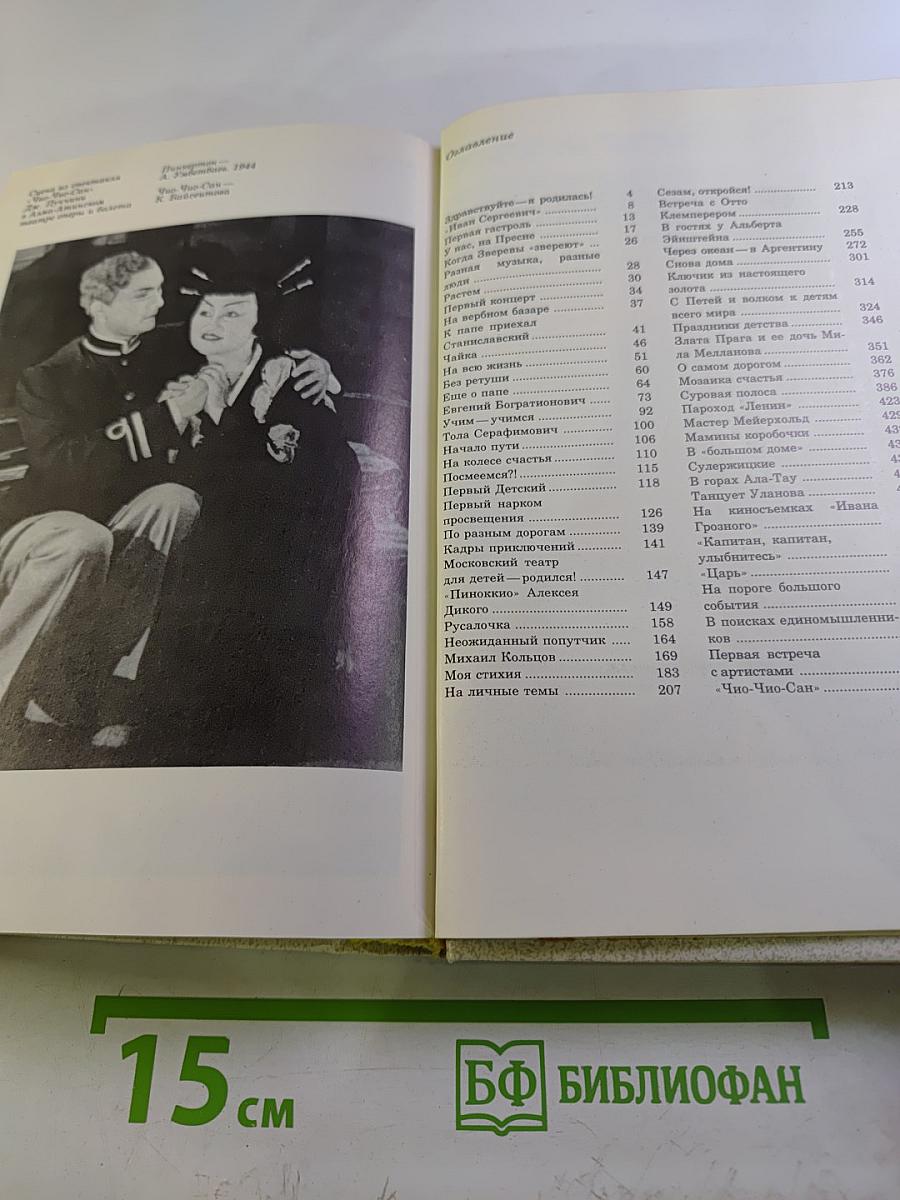 Сцена из спектакля
«Чио-Чио-Сан»
Дж. Пуччини
в Алма-Атинском
театре оперы и балета
Пинкертон —
А. Умбетбаев. 1944
Чио-Чио-Сан —
К. Байсеитова
Оглавление
Здравствуйте — я родилась! 4
«Иван Сергеевич» 8
Первая гастроль 13
У нас, на Пресне 17
Когда Зверевы «звереют» 26
Разная музыка, разные
люди 28
Растем 30
Первый концерт 34
На вербном базаре 37
К папе приехал
Станиславский 41
Чайка 46
На всю жизнь 51
Без ретуши 60
Еще о папе 64
Евгений Богратионович 73
Учим — учимся 92
Тола Серафимович 100
Начало пути 106
На колесе счастья 110
Посмеемся?! 115
Первый Детский 118
Первый нарком
просвещения 126
По разным дорогам 139
Кадры приключений 141
Московский театр
для детей — родился! 147
«Пиноккио» Алексея
Дикого 149
Русалочка 158
Неожиданный попутчик 164
Михаил Кольцов 169
Моя стихия 183
На личные темы 207
Сезам, откройся! 213
Встреча с Отто
Клемперером 228
В гостях у Альберта
Эйнштейна 255
Через океан — в Аргентину 272
Снова дома 301
Ключик из настоящего
золота 314
С Петей и волком к детям
всего мира 324
Праздники детства 346
Злата Прага и ее дочь Ми-
ла Мелланова 351
О самом дорогом 362
Мозаика счастья 376
Суровая полоса 386
Пароход «Ленин» 423
Мастер Мейерхольд 429
Мамины коробочки
В «большом доме»
Сулержицкие
В горах Ала-Тау
Танцует Уланова
На киносъемках «Ивана
Грозного»
«Капитан, капитан,
улыбнитесь»
«Царь»
На пороге большого
события
В поисках единомышленни-
ков
Первая встреча
с артистами
«Чио-Чио-Сан»
15 см
БФ БИБЛИОФАН